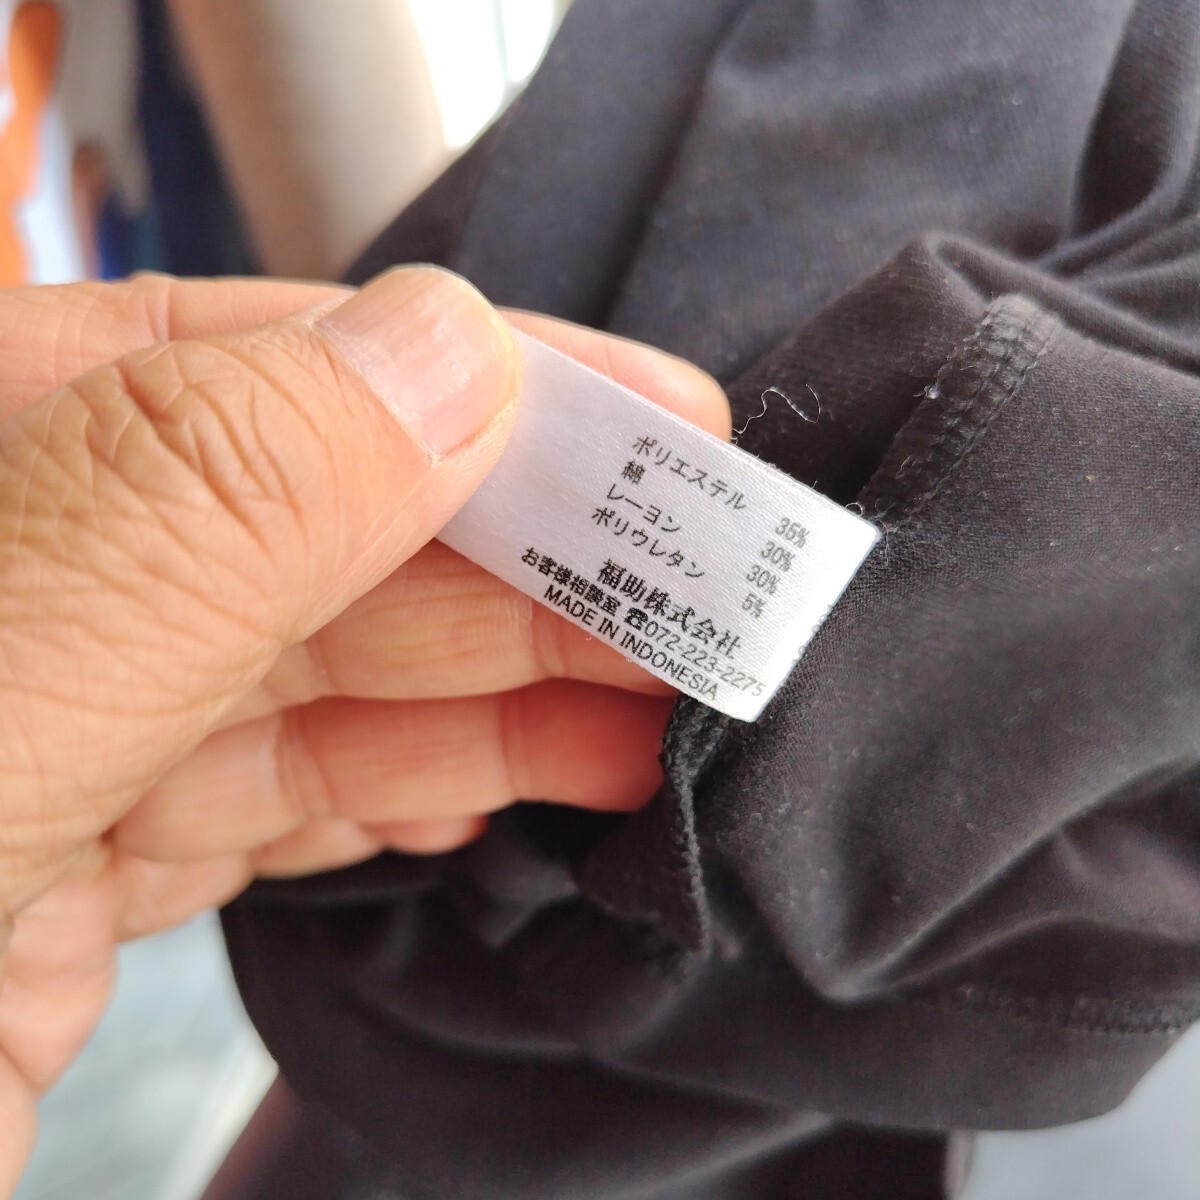 ポリエステル 35%
綿 30%
レーヨン 30%
ポリウレタン 5%
福助株式会社
お客様相談室 ☎072-223-2275
MADE IN INDONESIA